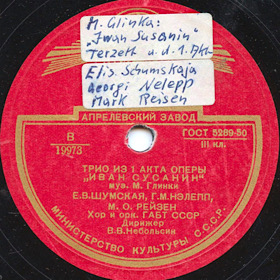 M. Glinka:
„Iwan Susanin"
Terzett a.d. 1. Akt
Elis. Schumskaja
Georgi Nelepp
Mark Reisen
АПРЕЛЕВСКИЙ ЗАВОД
В
19973
ГОСТ 5289-50
III кл.
ТРИО ИЗ 1 АКТА ОПЕРЫ
„ИВАН СУСАНИН"
муз. М. Глинки
Е.В.ШУМСКАЯ, Г.М.НЭЛЕПП,
М. О. РЕЙЗЕН
Хор и орк. ГАБТ СССР
Дирижер
В.В.Небольсин
МИНИСТЕРСТВО КУЛЬТУРЫ С.С.С.Р.